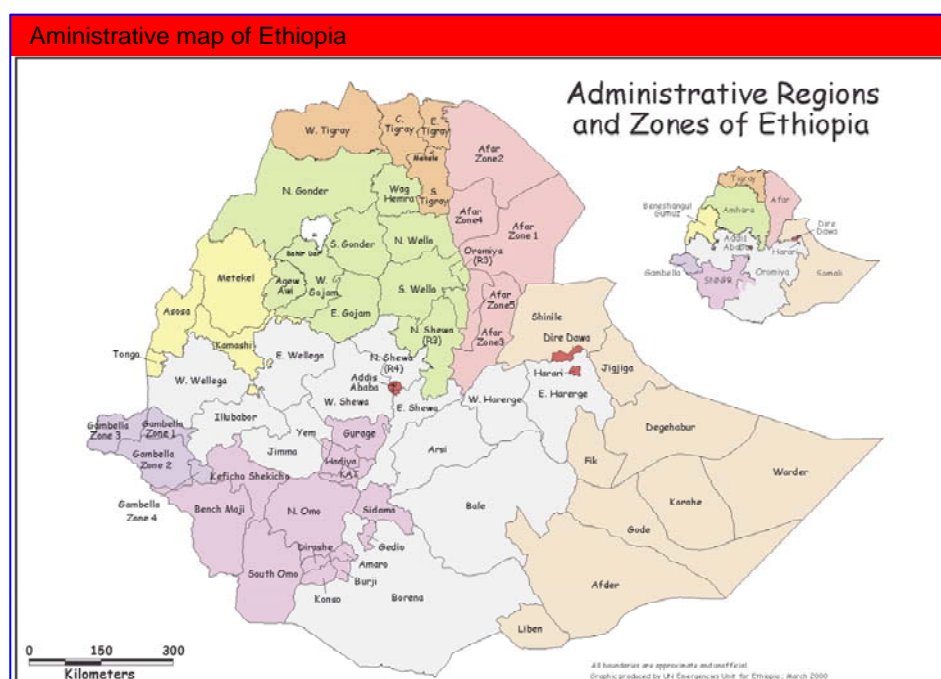 Aministrative map of Ethiopia
Administrative Regions
and Zones of Ethiopia
W. Tigray
C.
Tigray
E.
Tigray
Mekele
S.
Tigray
Afar
Zone2
N. Gonder
Wag
Hemra
Afar
Zone4
Afar
Zone 1
Oromiya
(R3)
Bahir Dar
S. Gonder
N. Wello
Metekel
Agew
Awi
W.
Gojam
E. Gojam
S. Wello
Afar
Zone5
Afar
Zone3
Asosa
Kamashi
N. Shewa
(R3)
Shinile
Dire Dawa
Tongo
E. Wellega
N. Shewa
(R4)
Addis
Ababa
W. Wellega
W. Shewa
E. Shewa
W. Harerge
Harari
E. Harerge
Jigjiga
Gambella
Zone 3
Gambella
Zone 1
Gambella
Zone 2
Gambella
Zone 4
Illubabor
Jimma
Yem
Gurage
Hadiya
KAT
Arsi
Degehabur
Fik
Warder
Keficho Shekicho
Bench Maji
N. Omo
Sidama
Bale
Korahe
Gode
Gedio
Dirashe
Amaro
Burji
Konso
South Omo
Borena
Afder
Liben
Tigray
Afar
Amhara
Beneshangul
Gumuz
Dire
Dawa
Addis
Ababa
Harari
Gambella
Oromiya
Somali
SNNPR
0 150 300
Kilometers
All boundaries are approximate and unofficial
Graphic produced by UN Emergencies Unit for Ethiopia; March 2000